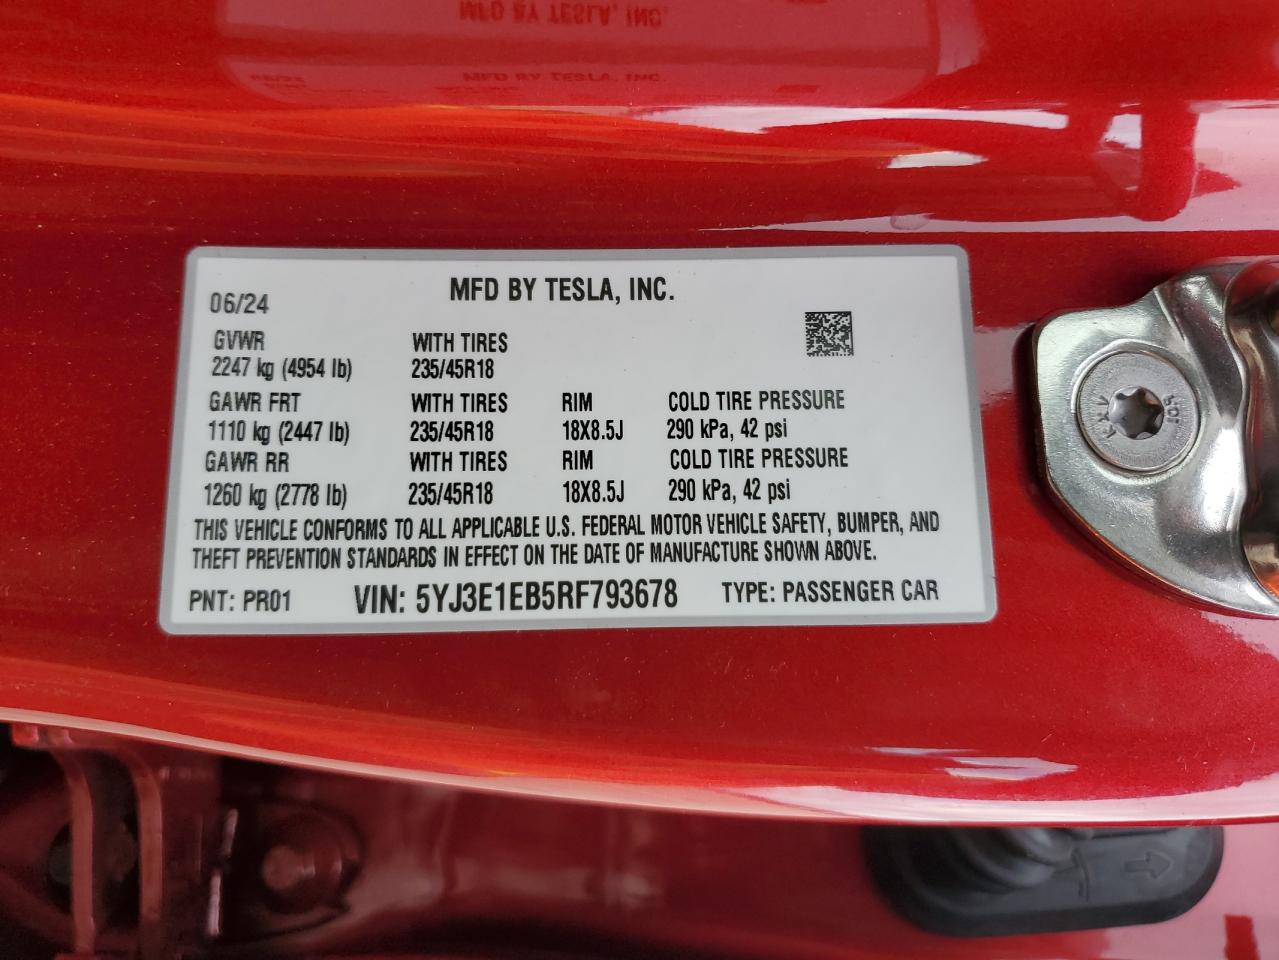 MFD BY TESLA, INC.
06/24
GVWR WITH TIRES
2247 kg (4954 lb) 235/45R18
GAWR FRT WITH TIRES RIM COLD TIRE PRESSURE
1110 kg (2447 lb) 235/45R18 18X8.5J 290 kPa, 42 psi
GAWR RR WITH TIRES RIM COLD TIRE PRESSURE
1260 kg (2778 lb) 235/45R18 18X8.5J 290 kPa, 42 psi
THIS VEHICLE CONFORMS TO ALL APPLICABLE U.S. FEDERAL MOTOR VEHICLE SAFETY, BUMPER, AND
THEFT PREVENTION STANDARDS IN EFFECT ON THE DATE OF MANUFACTURE SHOWN ABOVE.
PNT: PR01 VIN: 5YJ3E1EB5RF793678 TYPE: PASSENGER CAR